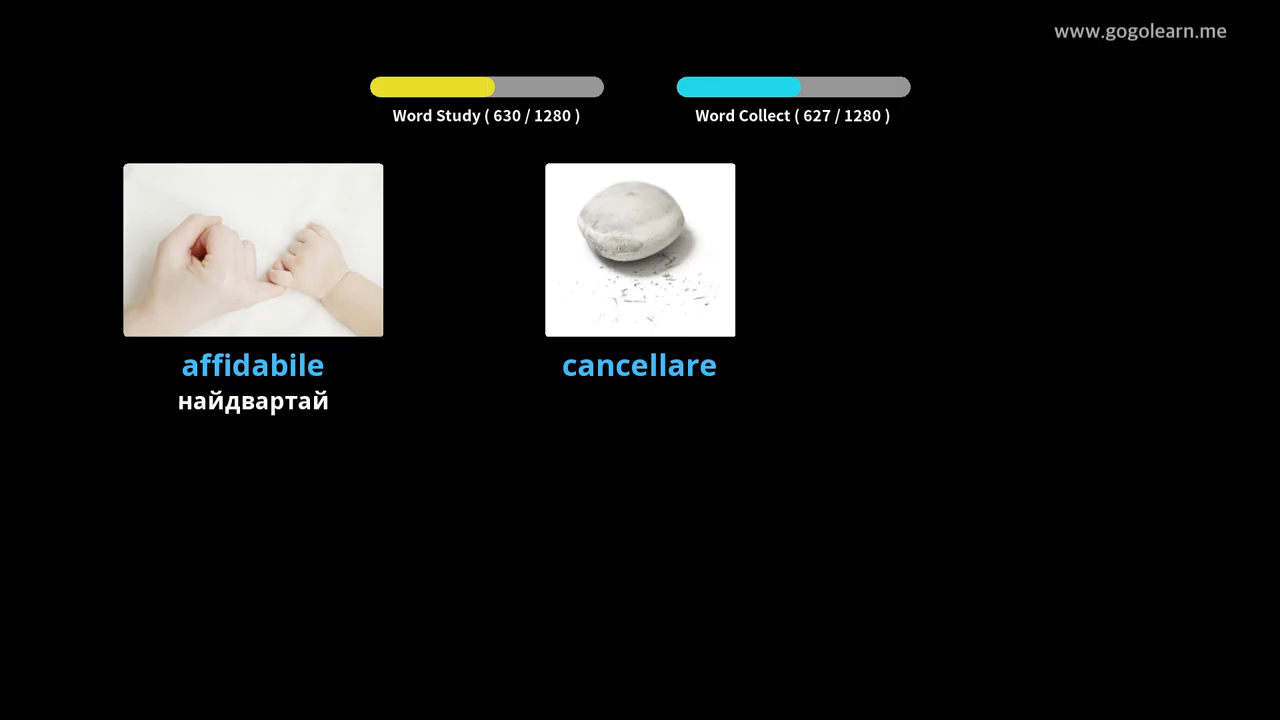 www.gogolearn.me
Word Study ( 630 / 1280 )
Word Collect ( 627 / 1280 )
affidabile
найдвартай
cancellare